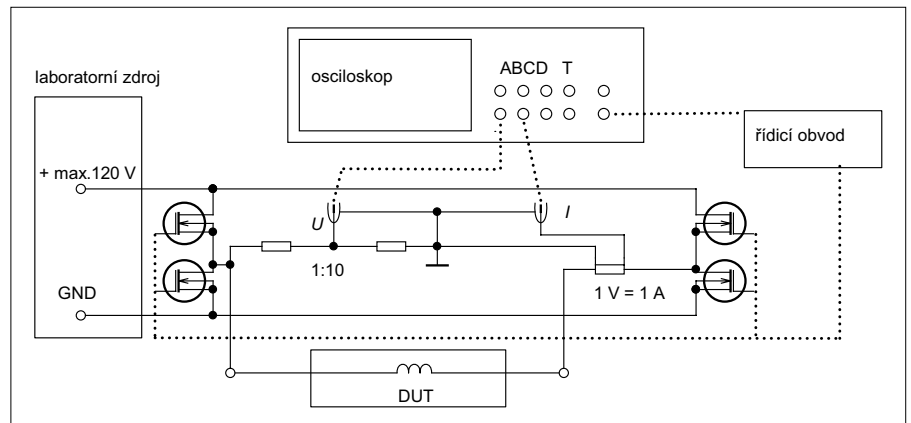 osciloskop
ABCD T
laboratorní zdroj
řídicí obvod
+ max.120 V
U
I
1:10
1 V = 1 A
GND
DUT